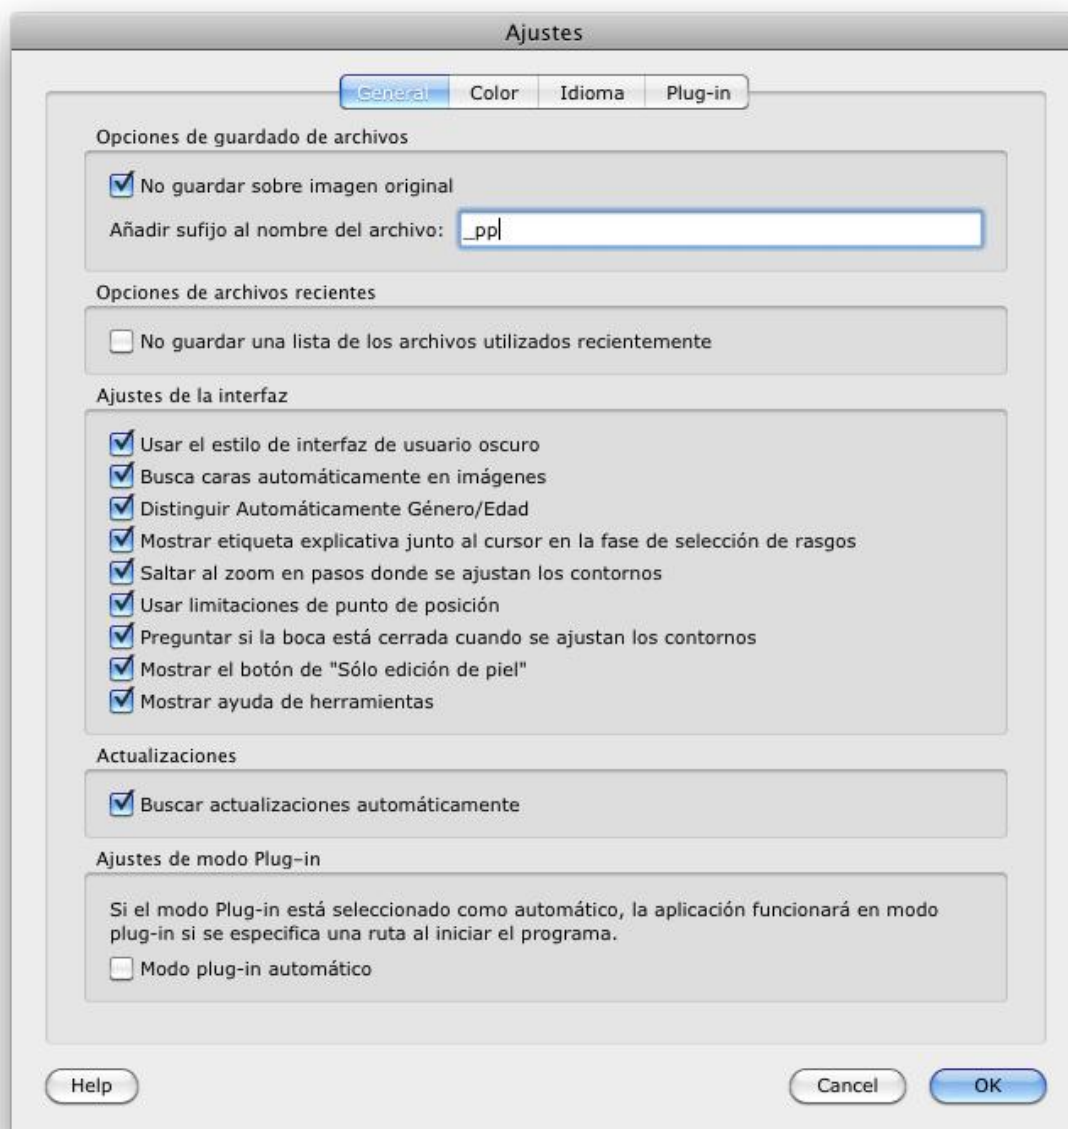 Ajustes
General Color Idioma Plug-in
Opciones de guardado de archivos
No guardar sobre imagen original
Añadir sufijo al nombre del archivo: _pp
Opciones de archivos recientes
No guardar una lista de los archivos utilizados recientemente
Ajustes de la interfaz
Usar el estilo de interfaz de usuario oscuro
Busca caras automáticamente en imágenes
Distinguir Automáticamente Género/Edad
Mostrar etiqueta explicativa junto al cursor en la fase de selección de rasgos
Saltar al zoom en pasos donde se ajustan los contornos
Usar limitaciones de punto de posición
Preguntar si la boca está cerrada cuando se ajustan los contornos
Mostrar el botón de "Sólo edición de piel"
Mostrar ayuda de herramientas
Actualizaciones
Buscar actualizaciones automáticamente
Ajustes de modo Plug-in
Si el modo Plug-in está seleccionado como automático, la aplicación funcionará en modo
plug-in si se especifica una ruta al iniciar el programa.
Modo plug-in automático
Help Cancel OK